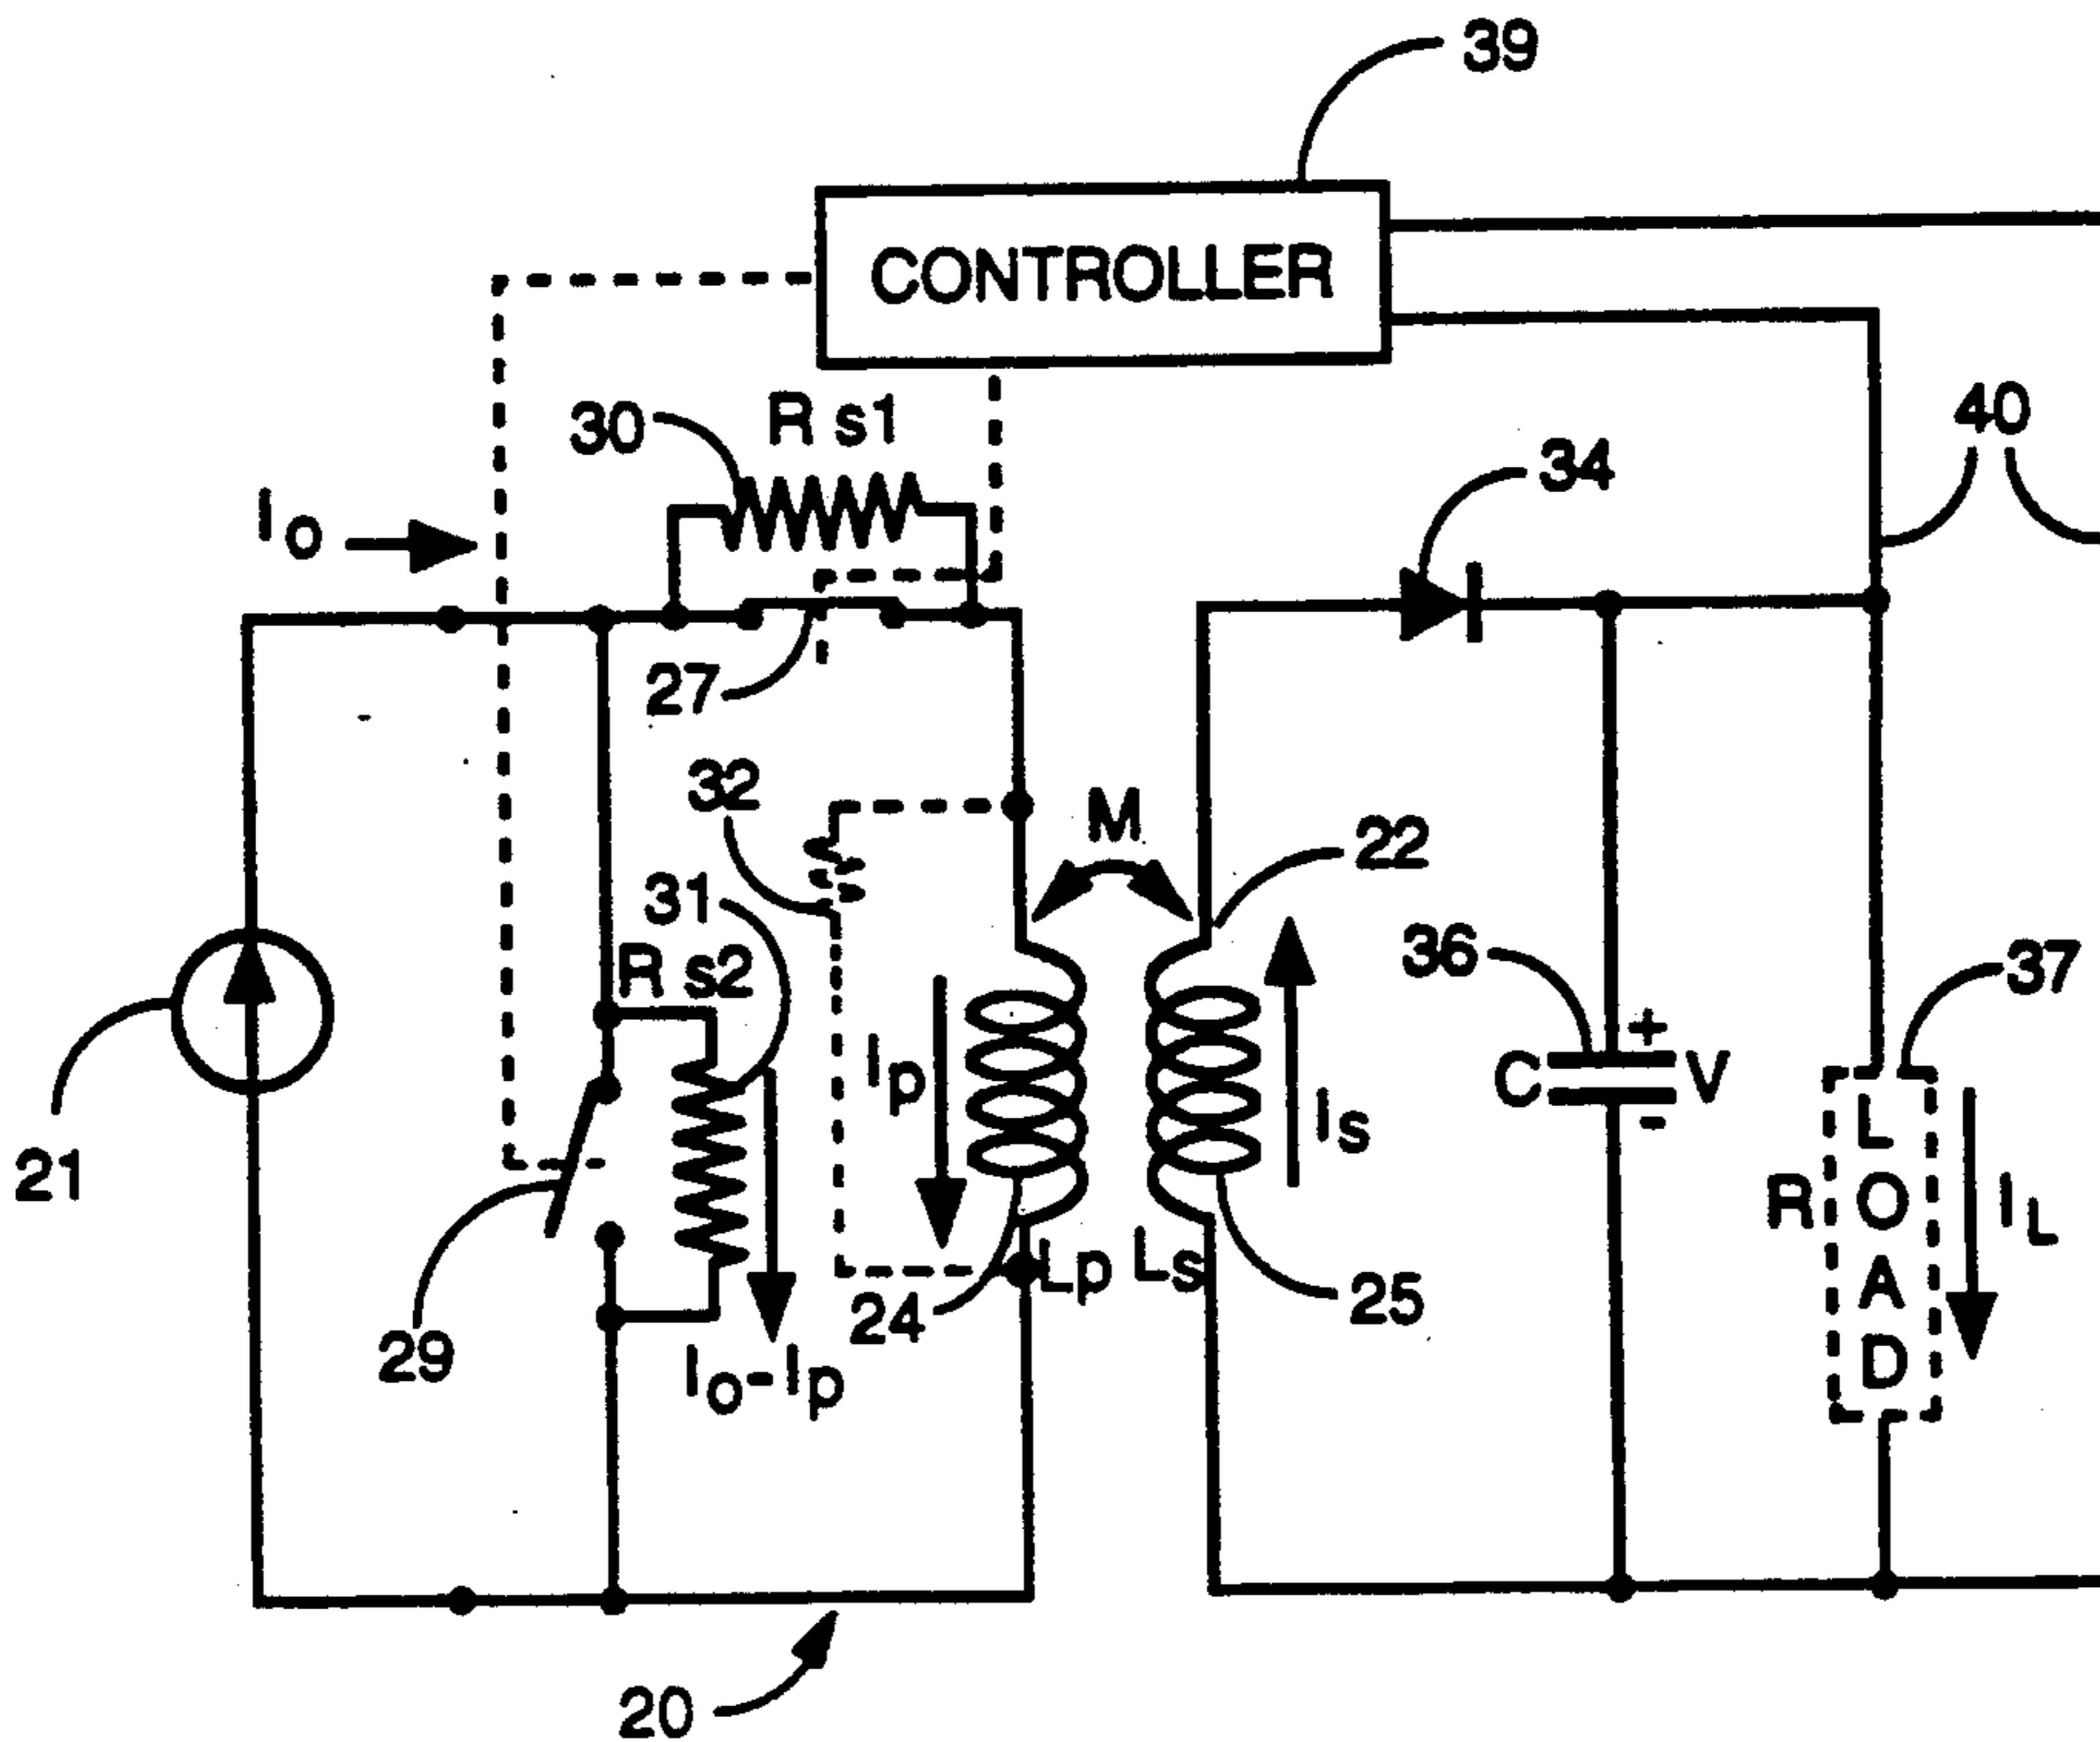 39
CONTROLLER
30
R s1
40
34
Io
27
32
M
22
31
R s2
36
37
+
Ip
C
V
Is
-
21
R
LOAD
IL
Lp
Ls
24
25
29
Io-Ip
20